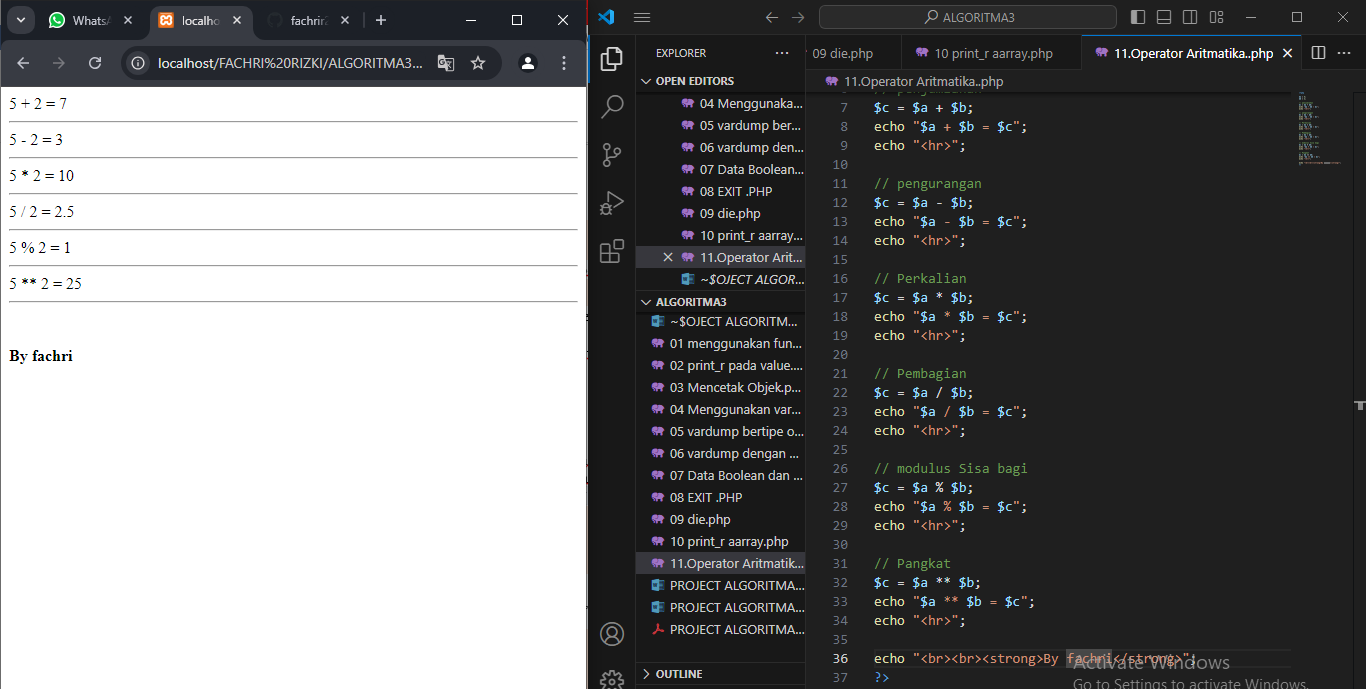 WhatsA
localho
fachrir2
localhost/FACHRI%20RIZKI/ALGORITMA3...
5 + 2 = 7
5 - 2 = 3
5 * 2 = 10
5 / 2 = 2.5
5 % 2 = 1
5 ** 2 = 25
By fachri
ALGORITMA3
EXPLORER
OPEN EDITORS
04 Menggunaka...
05 vardump ber...
06 vardump den...
07 Data Boolean...
08 EXIT .PHP
09 die.php
10 print_r aarray...
11.Operator Arit...
~$OJECT ALGOR...
ALGORITMA3
~$OJECT ALGORITM...
01 menggunakan fun...
02 print_r pada value....
03 Mencetak Objek.p...
04 Menggunakan var...
05 vardump bertipe o...
06 vardump dengan ...
07 Data Boolean dan ...
08 EXIT .PHP
09 die.php
10 print_r aarray.php
11.Operator Aritmatik...
PROJECT ALGORITMA...
PROJECT ALGORITMA...
PROJECT ALGORITMA...
OUTLINE
09 die.php
10 print_r aarray.php
11.Operator Aritmatika..php
11.Operator Aritmatika..php
7 $c = $a + $b;
8 echo "$a + $b = $c";
9 echo "<hr>";
10
11 // pengurangan
12 $c = $a - $b;
13 echo "$a - $b = $c";
14 echo "<hr>";
15
16 // Perkalian
17 $c = $a * $b;
18 echo "$a * $b = $c";
19 echo "<hr>";
20
21 // Pembagian
22 $c = $a / $b;
23 echo "$a / $b = $c";
24 echo "<hr>";
25
26 // modulus Sisa bagi
27 $c = $a % $b;
28 echo "$a % $b = $c";
29 echo "<hr>";
30
31 // Pangkat
32 $c = $a ** $b;
33 echo "$a ** $b = $c";
34 echo "<hr>";
35
36 echo "<br><br><strong>By fachri</strong>";
37 ?>
Activate Windows
Go to Settings to activate Windows.